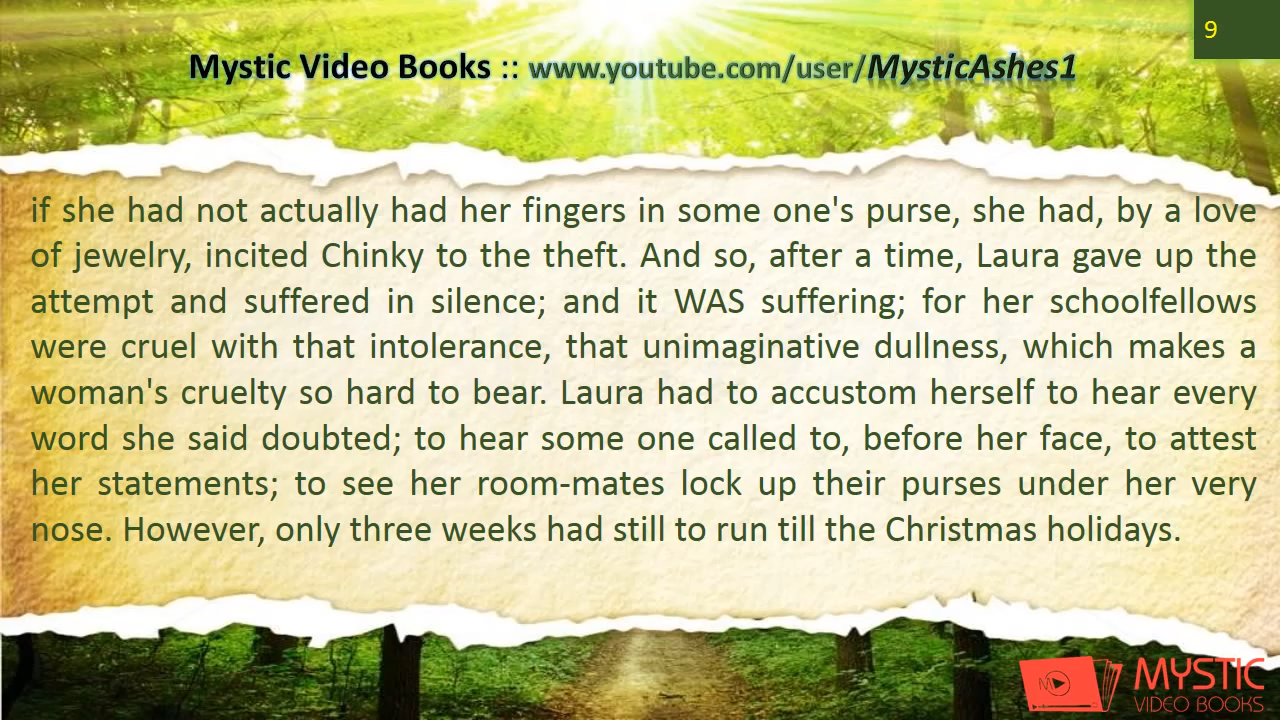 9
Mystic Video Books :: www.youtube.com/user/MysticAshes1
if she had not actually had her fingers in some one's purse, she had, by a love
of jewelry, incited Chinky to the theft. And so, after a time, Laura gave up the
attempt and suffered in silence; and it WAS suffering; for her schoolfellows
were cruel with that intolerance, that unimaginative dullness, which makes a
woman's cruelty so hard to bear. Laura had to accustom herself to hear every
word she said doubted; to hear some one called to, before her face, to attest
her statements; to see her room-mates lock up their purses under her very
nose. However, only three weeks had still to run till the Christmas holidays.
MYSTIC
VIDEO BOOKS